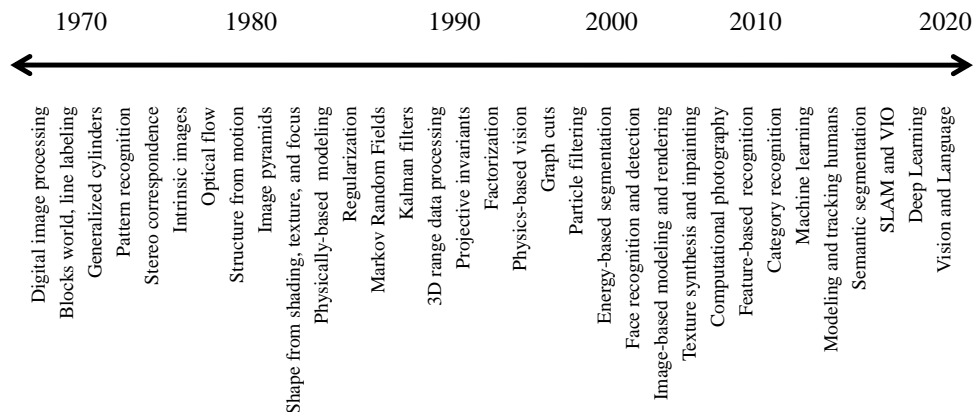 1970
1980
1990
2000
2010
2020
Digital image processing
Blocks world, line labeling
Generalized cylinders
Pattern recognition
Stereo correspondence
Intrinsic images
Optical flow
Structure from motion
Image pyramids
Shape from shading, texture, and focus
Physically-based modeling
Regularization
Markov Random Fields
Kalman filters
3D range data processing
Projective invariants
Factorization
Physics-based vision
Graph cuts
Particle filtering
Energy-based segmentation
Face recognition and detection
Image-based modeling and rendering
Texture synthesis and inpainting
Computational photography
Feature-based recognition
Category recognition
Machine learning
Modeling and tracking humans
Semantic segmentation
SLAM and VIO
Deep Learning
Vision and Language